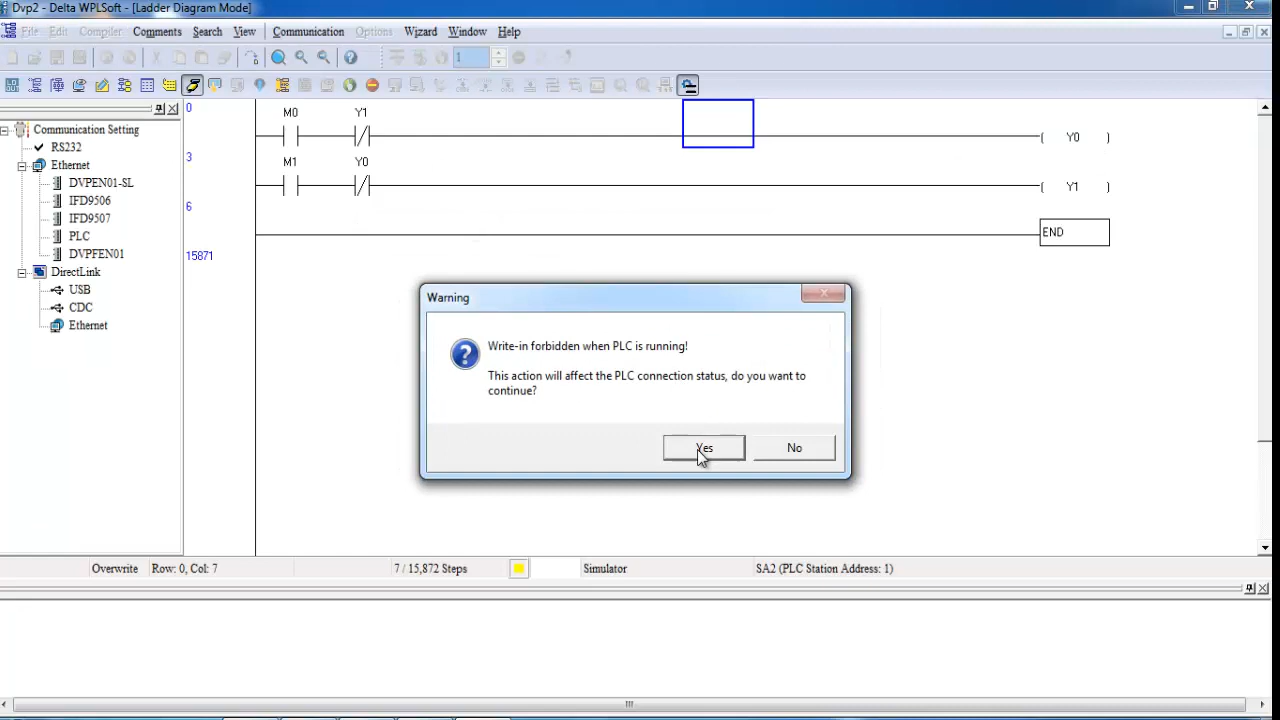 Dvp2 - Delta WPLSoft - [Ladder Diagram Mode]
File Edit Compiler Comments Search View Communication Options Wizard Window Help
1
Communication Setting
RS232
Ethernet
DVPEN01-SL
IFD9506
IFD9507
PLC
DVPFEN01
DirectLink
USB
CDC
Ethernet
0
M0 Y1
( Y0 )
3
M1 Y0
( Y1 )
6
END
15871
Warning
Write-in forbidden when PLC is running!
This action will affect the PLC connection status, do you want to
continue?
Yes No
Overwrite Row: 0, Col: 7 7 / 15,872 Steps Simulator SA2 (PLC Station Address: 1)